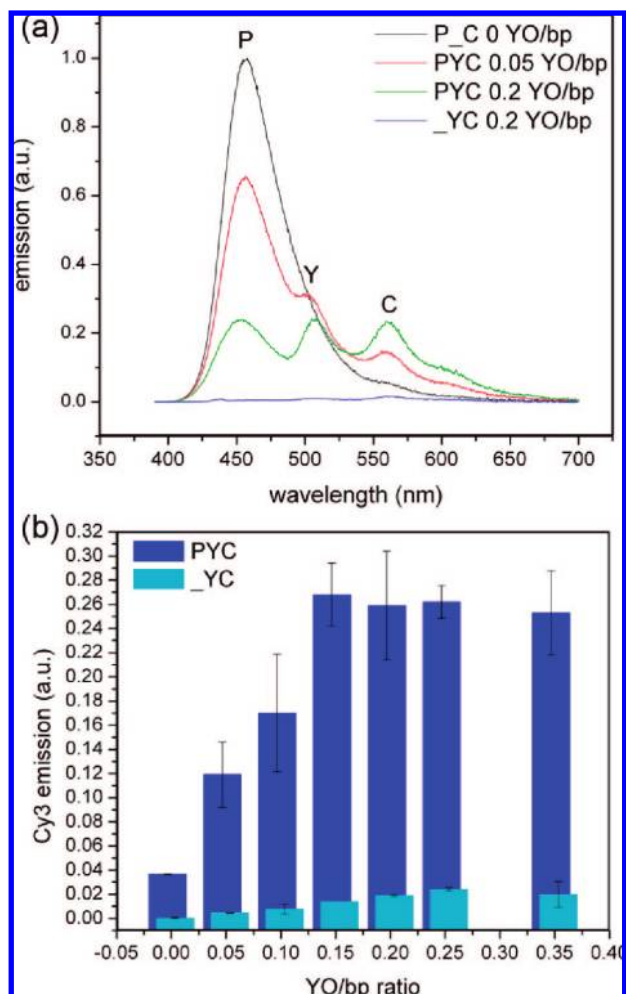 (a)
P
Y
C
P_C 0 YO/bp
PYC 0.05 YO/bp
PYC 0.2 YO/bp
_YC 0.2 YO/bp
emission (a.u.)
1.0
0.8
0.6
0.4
0.2
0.0
350 400 450 500 550 600 650 700
wavelength (nm)
(b)
PYC
_YC
Cy3 emission (a.u.)
0.32
0.30
0.28
0.26
0.24
0.22
0.20
0.18
0.16
0.14
0.12
0.10
0.08
0.06
0.04
0.02
0.00
-0.05 0.00 0.05 0.10 0.15 0.20 0.25 0.30 0.35 0.40
YO/bp ratio